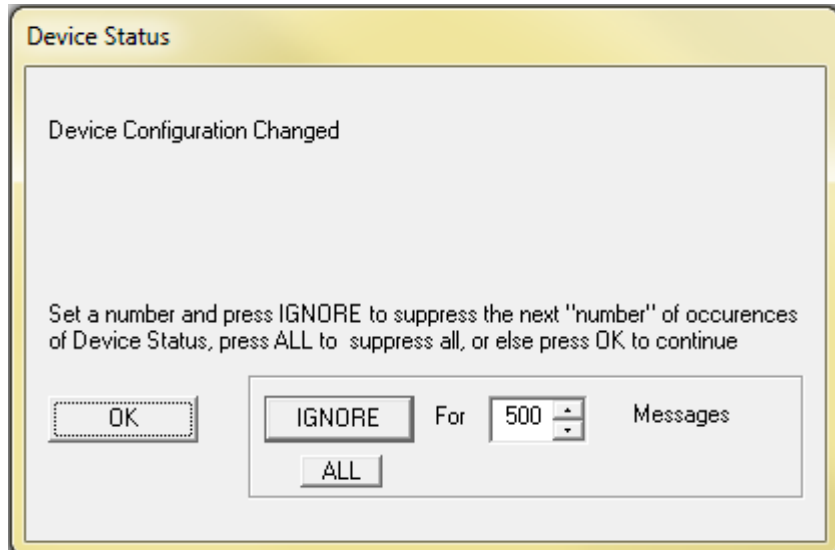 Device Status
Device Configuration Changed
Set a number and press IGNORE to suppress the next "number" of occurences
of Device Status, press ALL to  suppress all, or else press OK to continue
OK
IGNORE For 500 Messages
ALL